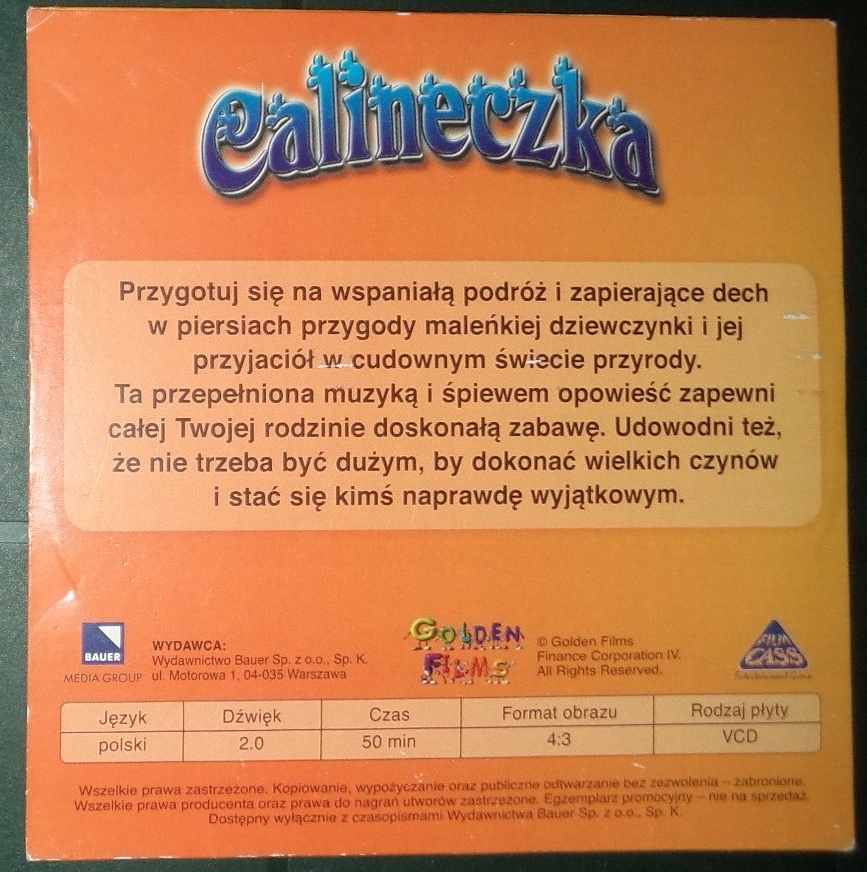 Calineczka
Przygotuj się na wspaniałą podróż i zapierające dech
w piersiach przygody maleńkiej dziewczynki i jej
przyjaciół w cudownym świecie przyrody.
Ta przepełniona muzyką i śpiewem opowieść zapewni
całej Twojej rodzinie doskonałą zabawę. Udowodni też,
że nie trzeba być dużym, by dokonać wielkich czynów
i stać się kimś naprawdę wyjątkowym.
BAUER
MEDIA GROUP
WYDAWCA:
Wydawnictwo Bauer Sp. z o.o., Sp. K.
ul. Motorowa 1, 04-035 Warszawa
GOLDEN
FILMS
© Golden Films
Finance Corporation IV.
All Rights Reserved.
FILM
CASS
Entertainment Group
Język Dźwięk Czas Format obrazu Rodzaj płyty
polski 2.0 50 min 4:3 VCD
Wszelkie prawa zastrzeżone. Kopiowanie, wypożyczanie oraz publiczne odtwarzanie bez zezwolenia – zabronione.
Wszelkie prawa producenta oraz prawa do nagrań utworów zastrzeżone. Egzemplarz promocyjny – nie na sprzedaż.
Dostępny wyłącznie z czasopismami Wydawnictwa Bauer Sp. z o.o., Sp. K.